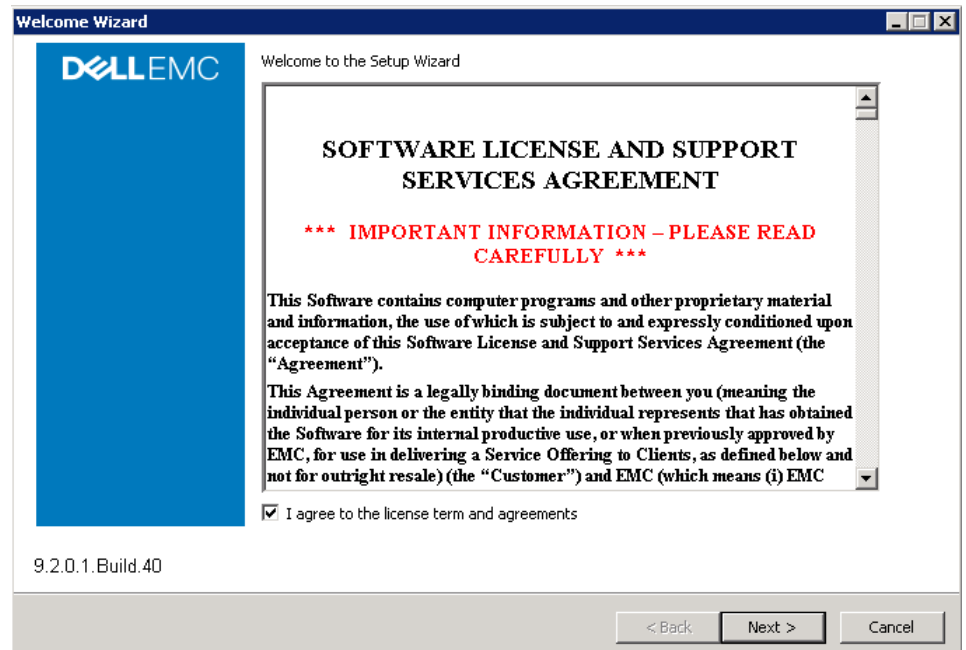 Welcome Wizard
DELLEMC
Welcome to the Setup Wizard
SOFTWARE LICENSE AND SUPPORT
SERVICES AGREEMENT
*** IMPORTANT INFORMATION – PLEASE READ
CAREFULLY ***
This Software contains computer programs and other proprietary material
and information, the use of which is subject to and expressly conditioned upon
acceptance of this Software License and Support Services Agreement (the
“Agreement”).
This Agreement is a legally binding document between you (meaning the
individual person or the entity that the individual represents that has obtained
the Software for its internal productive use, or when previously approved by
EMC, for use in delivering a Service Offering to Clients, as defined below and
not for outright resale) (the “Customer”) and EMC (which means (i) EMC
I agree to the license term and agreements
9.2.0.1.Build.40
< Back
Next >
Cancel